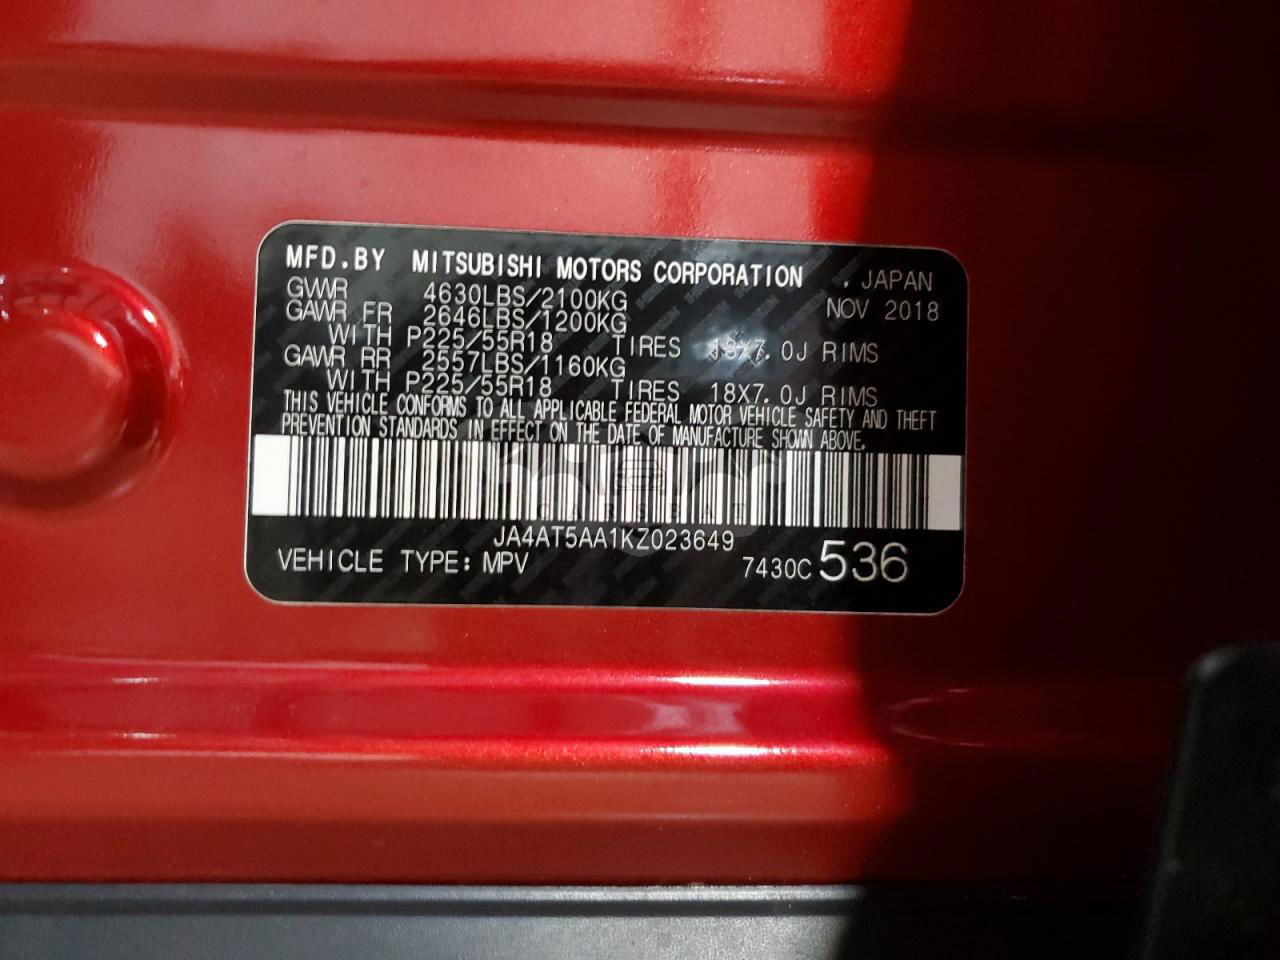 MFD.BY MITSUBISHI MOTORS CORPORATION , JAPAN
GVWR 4630LBS/2100KG NOV 2018
GAWR FR 2646LBS/1200KG
WITH P225/55R18 TIRES 18X7.0J RIMS
GAWR RR 2557LBS/1160KG
WITH P225/55R18 TIRES 18X7.0J RIMS
THIS VEHICLE CONFORMS TO ALL APPLICABLE FEDERAL MOTOR VEHICLE SAFETY AND THEFT
PREVENTION STANDARDS IN EFFECT ON THE DATE OF MANUFACTURE SHOWN ABOVE.
JA4AT5AA1KZ023649
VEHICLE TYPE: MPV 7430C 536